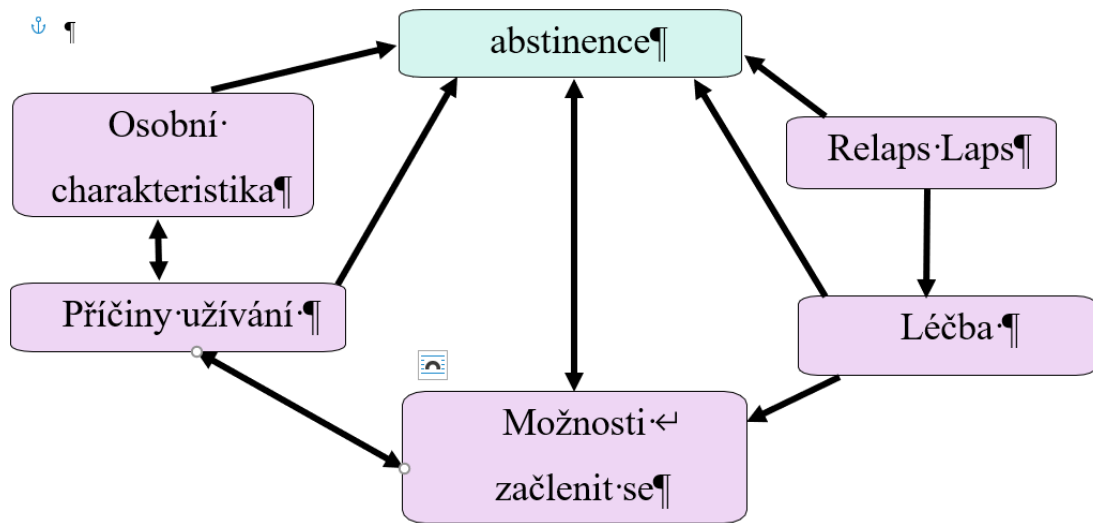 abstinence¶
Osobní·
charakteristika¶
Relaps·Laps¶
Příčiny·užívání·¶
Léčba·¶
Možnosti·↵
začlenit·se¶